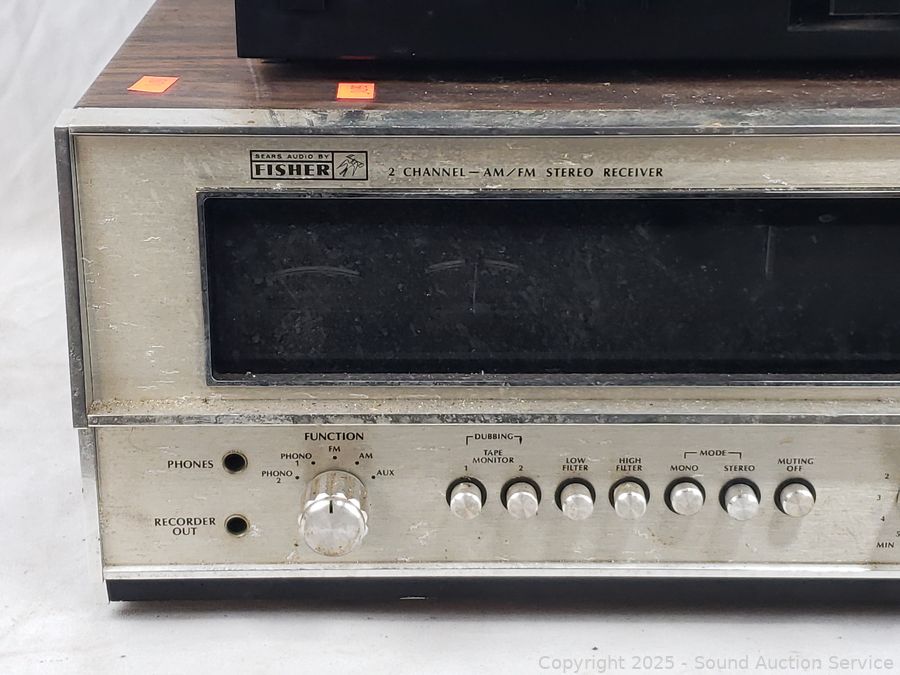 SEARS AUDIO BY
FISHER
2 CHANNEL—AM/FM STEREO RECEIVER
FUNCTION
PHONO 2
PHONO 1
FM
AM
AUX
PHONES
RECORDER
OUT
DUBBING
TAPE
MONITOR
1 2
LOW
FILTER
HIGH
FILTER
MODE
MONO STEREO
MUTING
OFF
2
3
4
5
MIN
Copyright © 2025 - Sound Auction Service